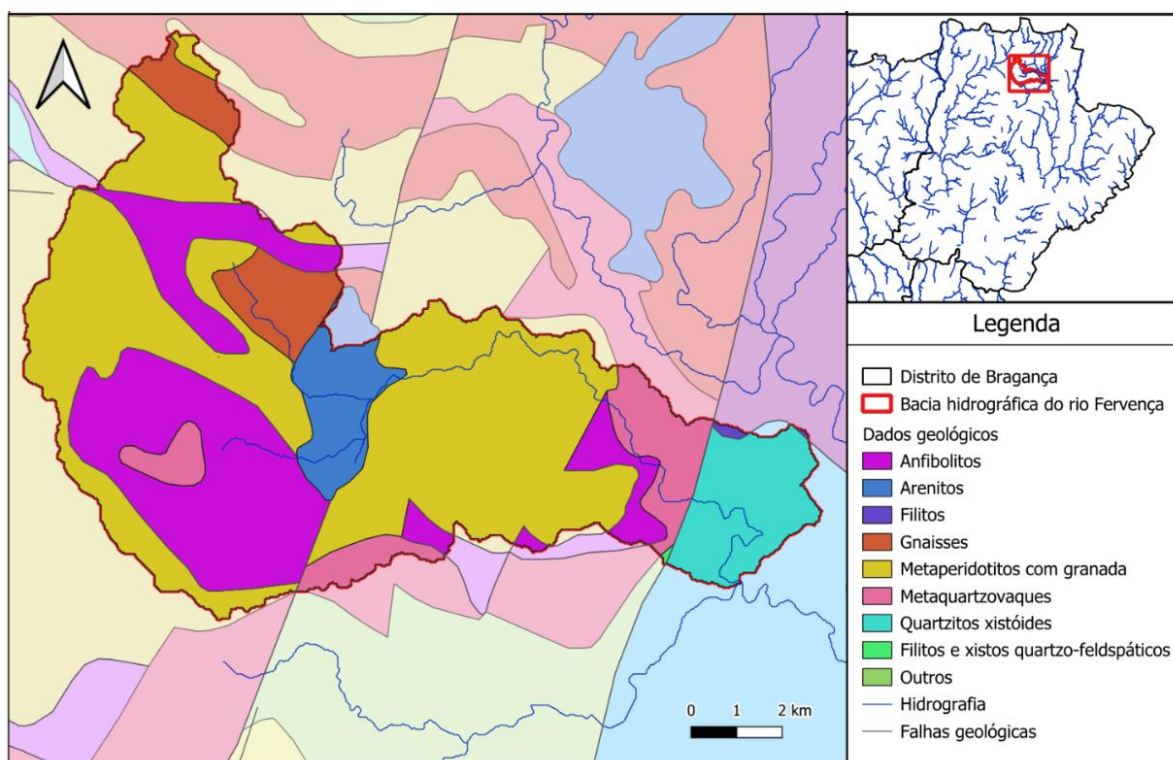 Legenda
Distrito de Bragança
Bacia hidrográfica do rio Fervença
Dados geológicos
Anfibolitos
Arenitos
Filitos
Gnaisses
Metaperidotitos com granada
Metaquartzovaques
Quartzitos xistóides
Filitos e xistos quartzo-feldspáticos
Outros
Hidrografia
Falhas geológicas
0 1 2 km